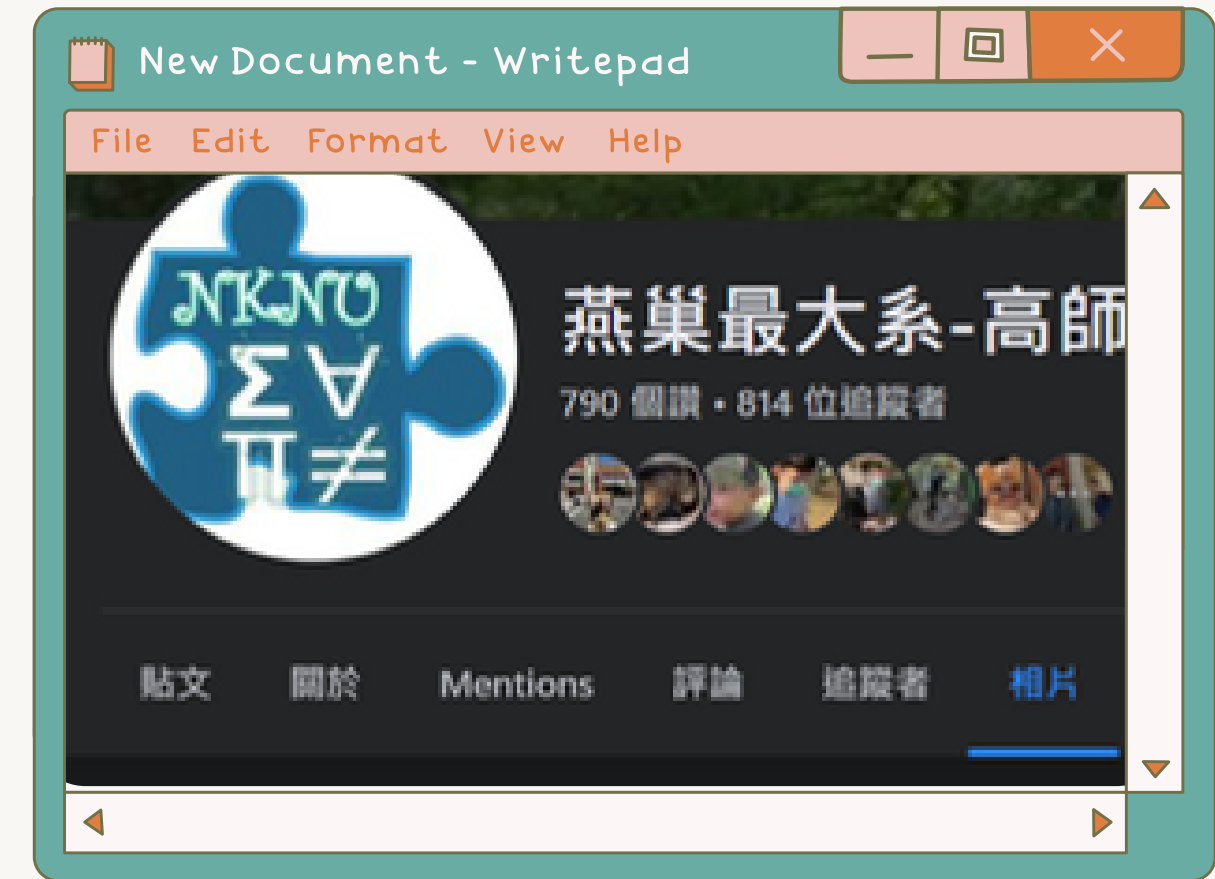 New Document - Writepad
File Edit Format View Help
NKNU
Σ ∀
π ≠
燕巢最大系-高師
790 個讚・814 位追蹤者
貼文 關於 Mentions 評論 追蹤者 相片